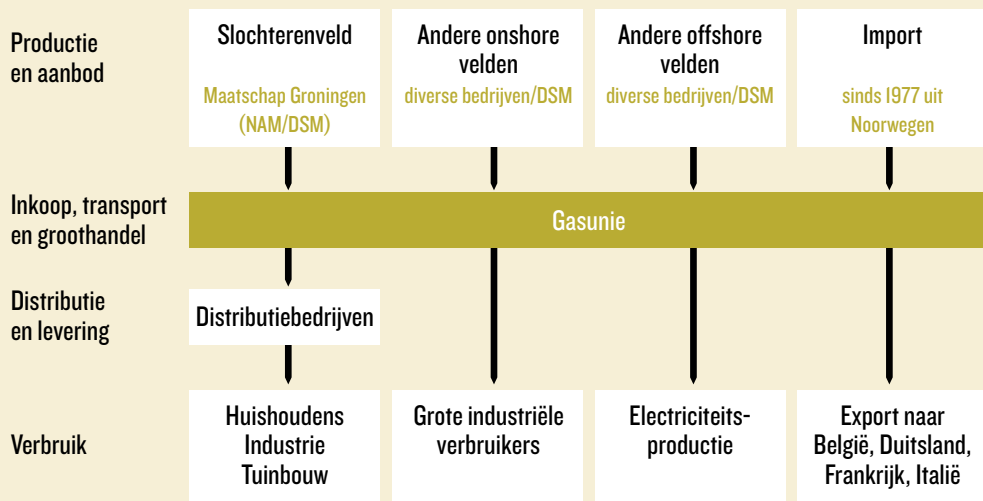 Productie
en aanbod
Slochterenveld
Maatschap Groningen
(NAM/DSM)
Andere onshore
velden
diverse bedrijven/DSM
Andere offshore
velden
diverse bedrijven/DSM
Import
sinds 1977 uit
Noorwegen
Inkoop, transport
en groothandel
Gasunie
Distributie
en levering
Distributiebedrijven
Verbruik
Huishoudens
Industrie
Tuinbouw
Grote industriële
verbruikers
Electriciteits-
productie
Export naar
België, Duitsland,
Frankrijk, Italië